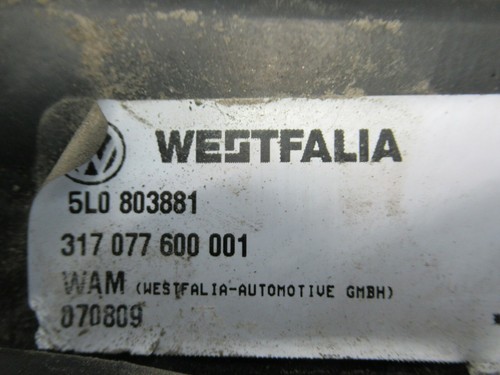 WESTFALIA
5L0 803881
317 077 600 001
WAM (WESTFALIA-AUTOMOTIVE GMBH)
070809